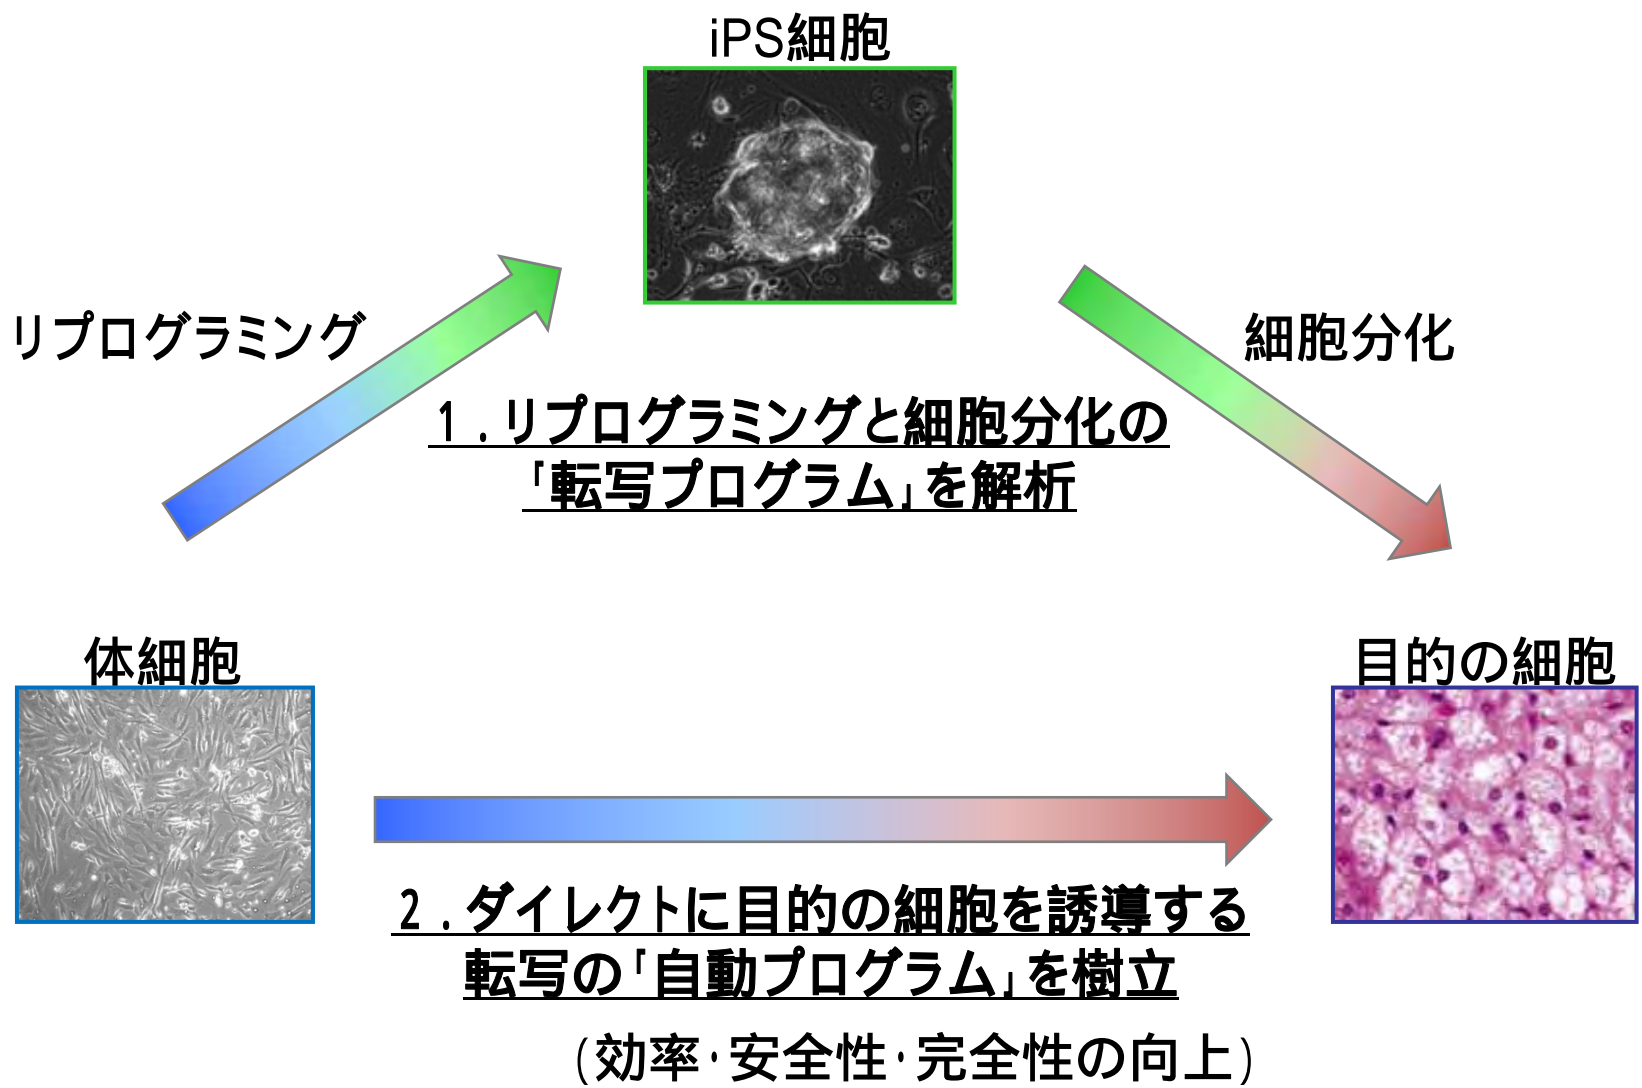 iPS細胞
リプログラミング
細胞分化
１．リプログラミングと細胞分化の
「転写プログラム」を解析
体細胞
目的の細胞
２．ダイレクトに目的の細胞を誘導する
転写の「自動プログラム」を樹立
(効率・安全性・完全性の向上)